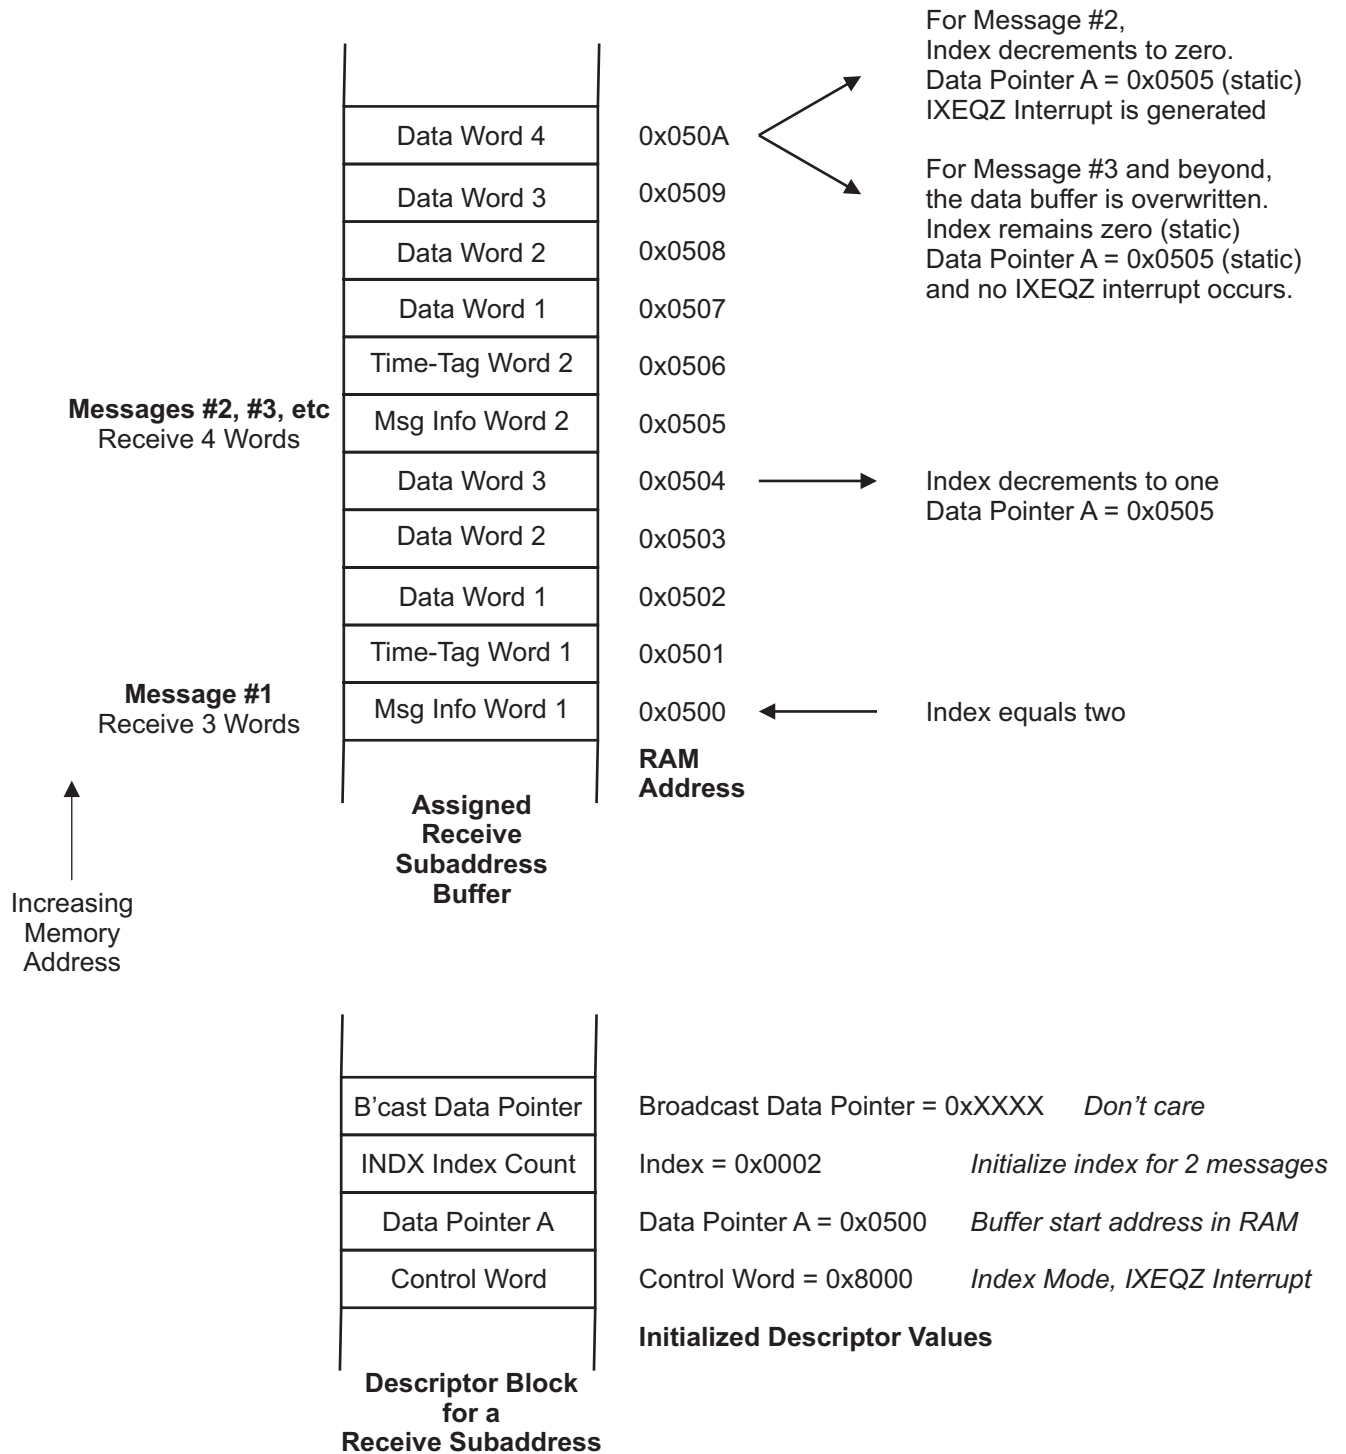 For Message #2,
Index decrements to zero.
Data Pointer A = 0x0505 (static)
IXEQZ Interrupt is generated
Data Word 4 0x050A
For Message #3 and beyond,
the data buffer is overwritten.
Index remains zero (static)
Data Pointer A = 0x0505 (static)
and no IXEQZ interrupt occurs.
Data Word 3 0x0509
Data Word 2 0x0508
Data Word 1 0x0507
Time-Tag Word 2 0x0506
Messages #2, #3, etc
Receive 4 Words
Msg Info Word 2 0x0505
Data Word 3 0x0504
Index decrements to one
Data Pointer A = 0x0505
Data Word 2 0x0503
Data Word 1 0x0502
Time-Tag Word 1 0x0501
Message #1
Receive 3 Words
Msg Info Word 1 0x0500 Index equals two
RAM
Address
Assigned
Receive
Subaddress
Buffer
Increasing
Memory
Address
B'cast Data Pointer Broadcast Data Pointer = 0xXXXX Don't care
INDX Index Count Index = 0x0002 Initialize index for 2 messages
Data Pointer A Data Pointer A = 0x0500 Buffer start address in RAM
Control Word Control Word = 0x8000 Index Mode, IXEQZ Interrupt
Initialized Descriptor Values
Descriptor Block
for a
Receive Subaddress